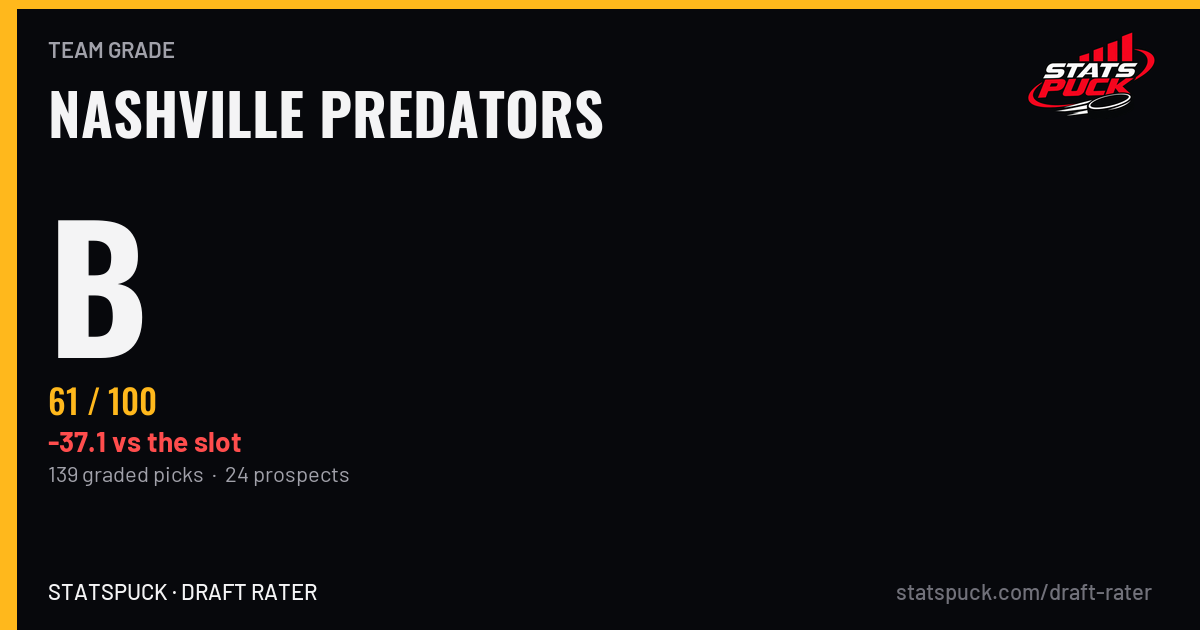 TEAM GRADE
NASHVILLE PREDATORS
STATS
PUCK
B
61 / 100
-37.1 vs the slot
139 graded picks · 24 prospects
STATSPUCK · DRAFT RATER
statspuck.com/draft-rater